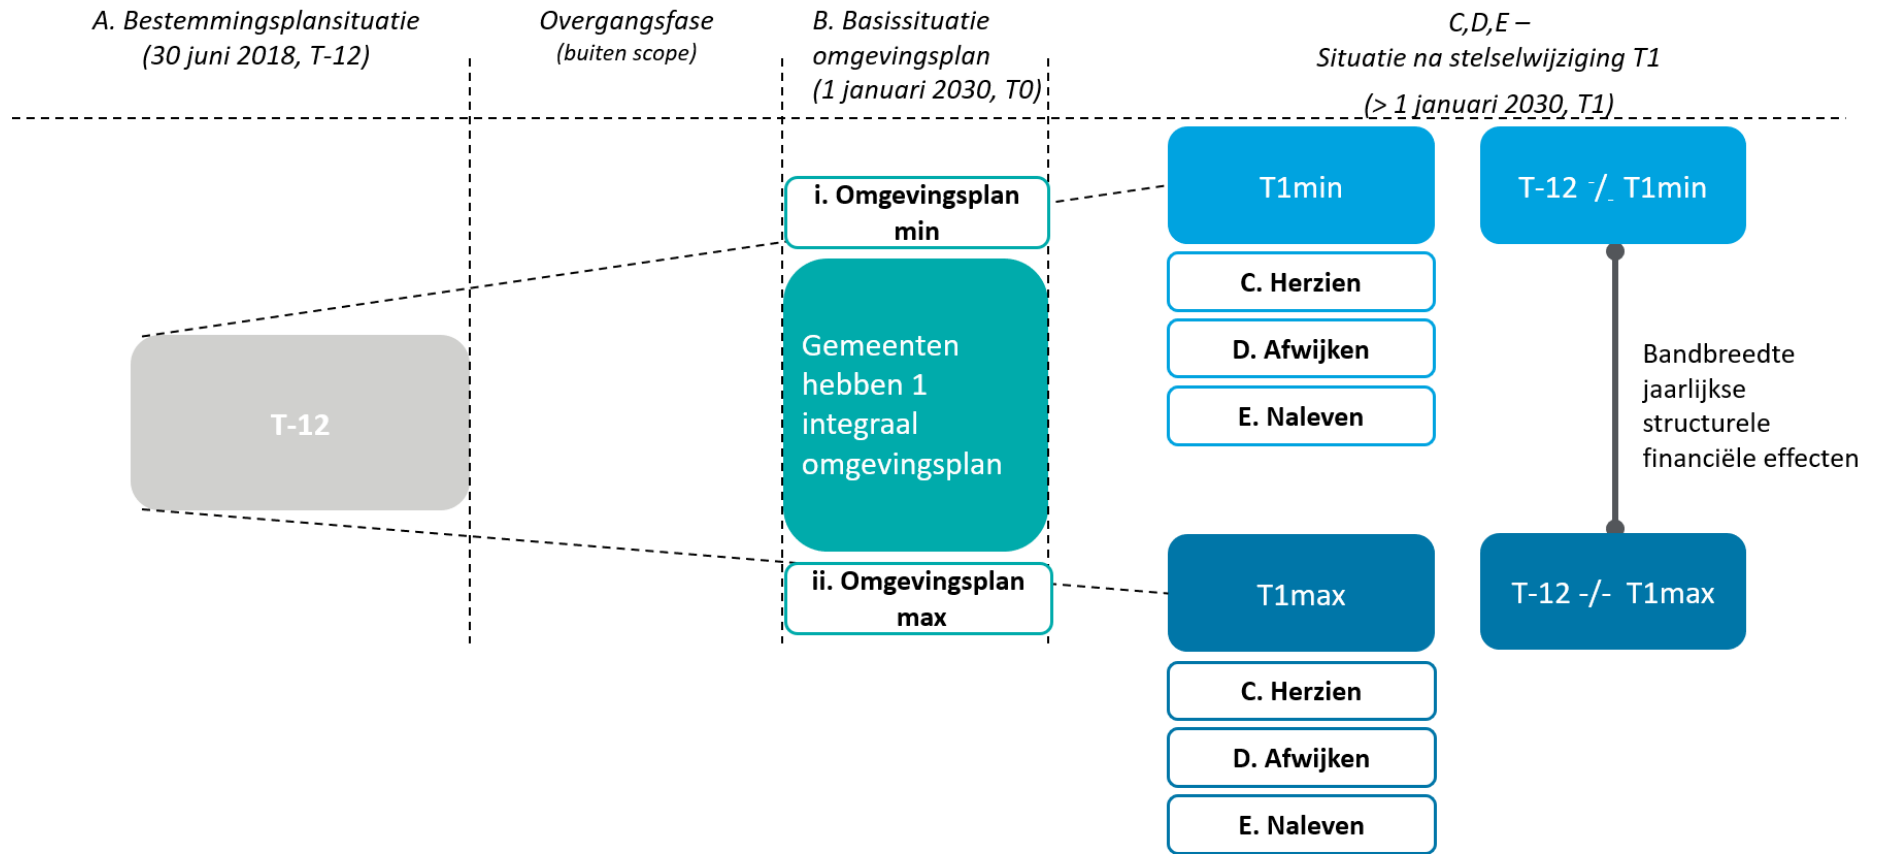 A. Bestemmingsplansituatie
(30 juni 2018, T-12)
Overgangsfase
(buiten scope)
B. Basissituatie
omgevingsplan
(1 januari 2030, T0)
C,D,E –
Situatie na stelselwijziging T1
(> 1 januari 2030, T1)
T-12
i. Omgevingsplan
min
Gemeenten
hebben 1
integraal
omgevingsplan
ii. Omgevingsplan
max
T1min
C. Herzien
D. Afwijken
E. Naleven
T-12 -/- T1min
Bandbreedte
jaarlijkse
structurele
financiële effecten
T1max
C. Herzien
D. Afwijken
E. Naleven
T-12 -/- T1max